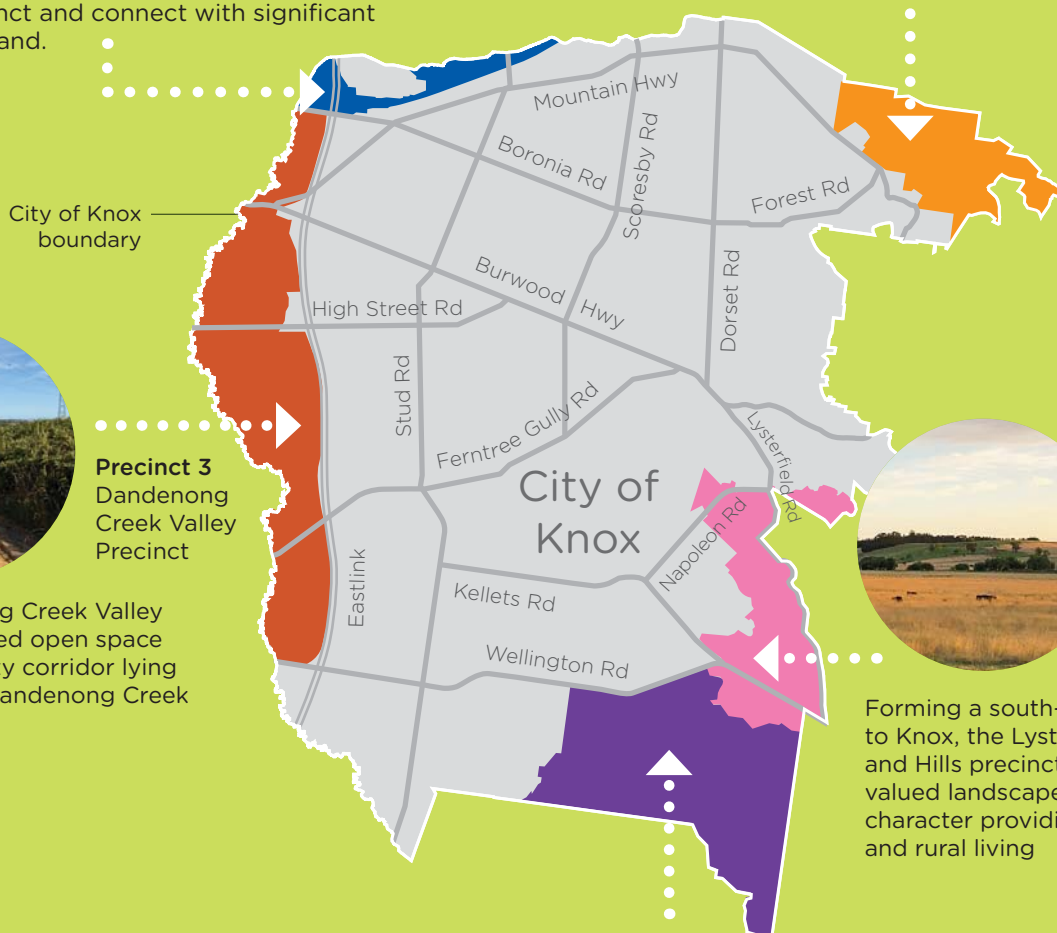 nct and connect with significant
and.
Mountain Hwy
Boronia Rd
Scoresby Rd
Forest Rd
City of Knox
boundary
Burwood Hwy
High Street Rd
Dorset Rd
Stud Rd
Ferntree Gully Rd
Lysterfield Rd
Precinct 3
Dandenong
Creek Valley
Precinct
City of
Knox
Napoleon Rd
Eastlink
Kellets Rd
Wellington Rd
g Creek Valley
ed open space
ty corridor lying
andenong Creek
Forming a south-
to Knox, the Lyst
and Hills precinct
valued landscape
character providi
and rural living